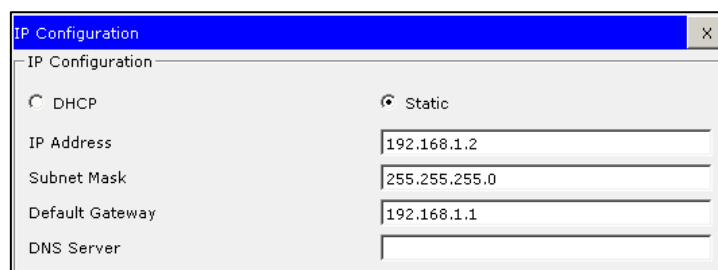 IP Configuration X
IP Configuration
DHCP Static
IP Address 192.168.1.2
Subnet Mask 255.255.255.0
Default Gateway 192.168.1.1
DNS Server